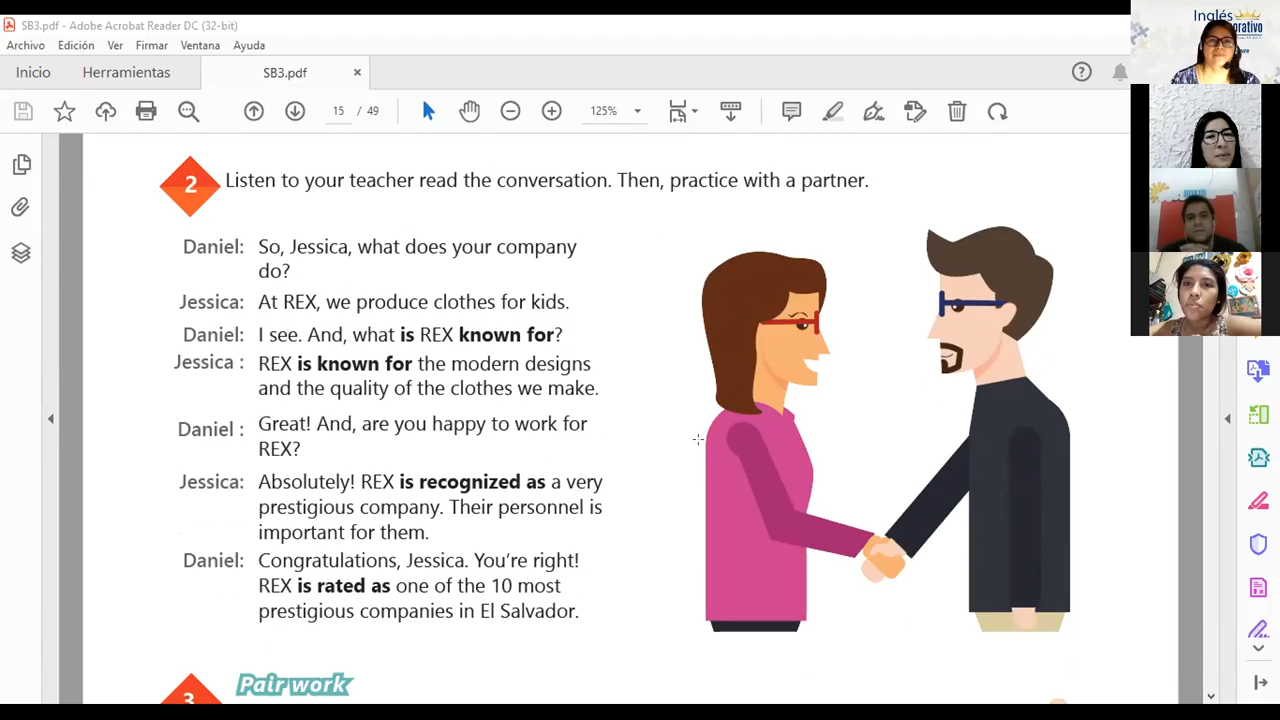 SB3.pdf - Adobe Acrobat Reader DC (32-bit)
Archivo Edición Ver Firmar Ventana Ayuda
Inicio Herramientas SB3.pdf ×
15 / 49 125%
2 Listen to your teacher read the conversation. Then, practice with a partner.
Daniel: So, Jessica, what does your company
do?
Jessica: At REX, we produce clothes for kids.
Daniel: I see. And, what is REX known for?
Jessica : REX is known for the modern designs
and the quality of the clothes we make.
Daniel : Great! And, are you happy to work for
REX?
Jessica: Absolutely! REX is recognized as a very
prestigious company. Their personnel is
important for them.
Daniel: Congratulations, Jessica. You’re right!
REX is rated as one of the 10 most
prestigious companies in El Salvador.
3 Pair work
Inglés